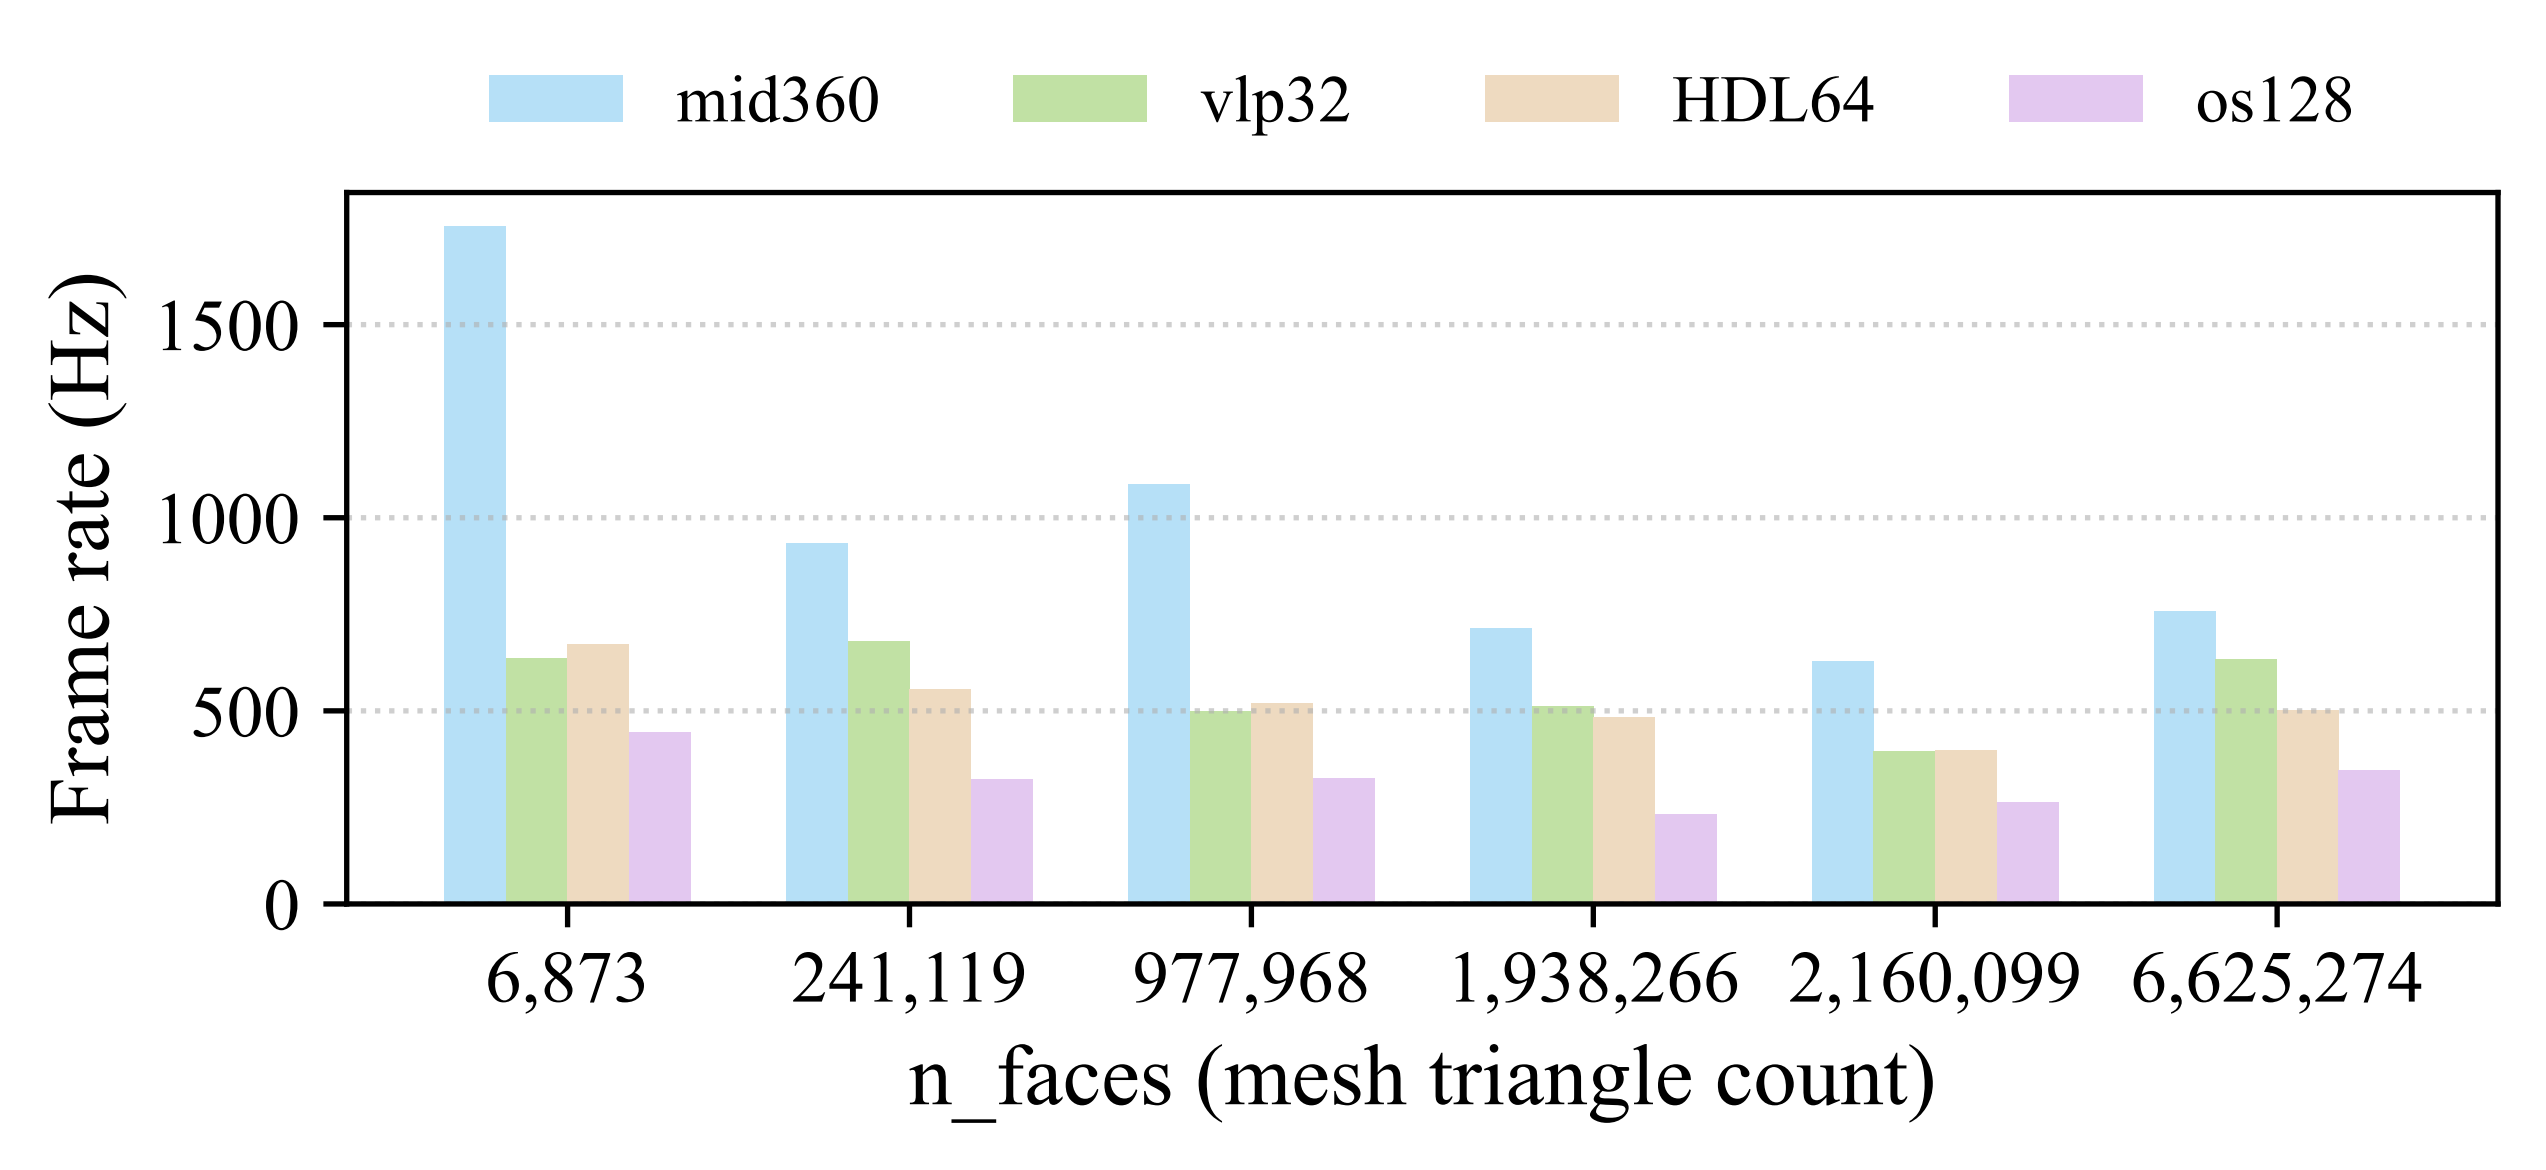 mid360 vlp32 HDL64 os128
Frame rate (Hz)
1500
1000
500
0
6,873 241,119 977,968 1,938,266 2,160,099 6,625,274
n_faces (mesh triangle count)